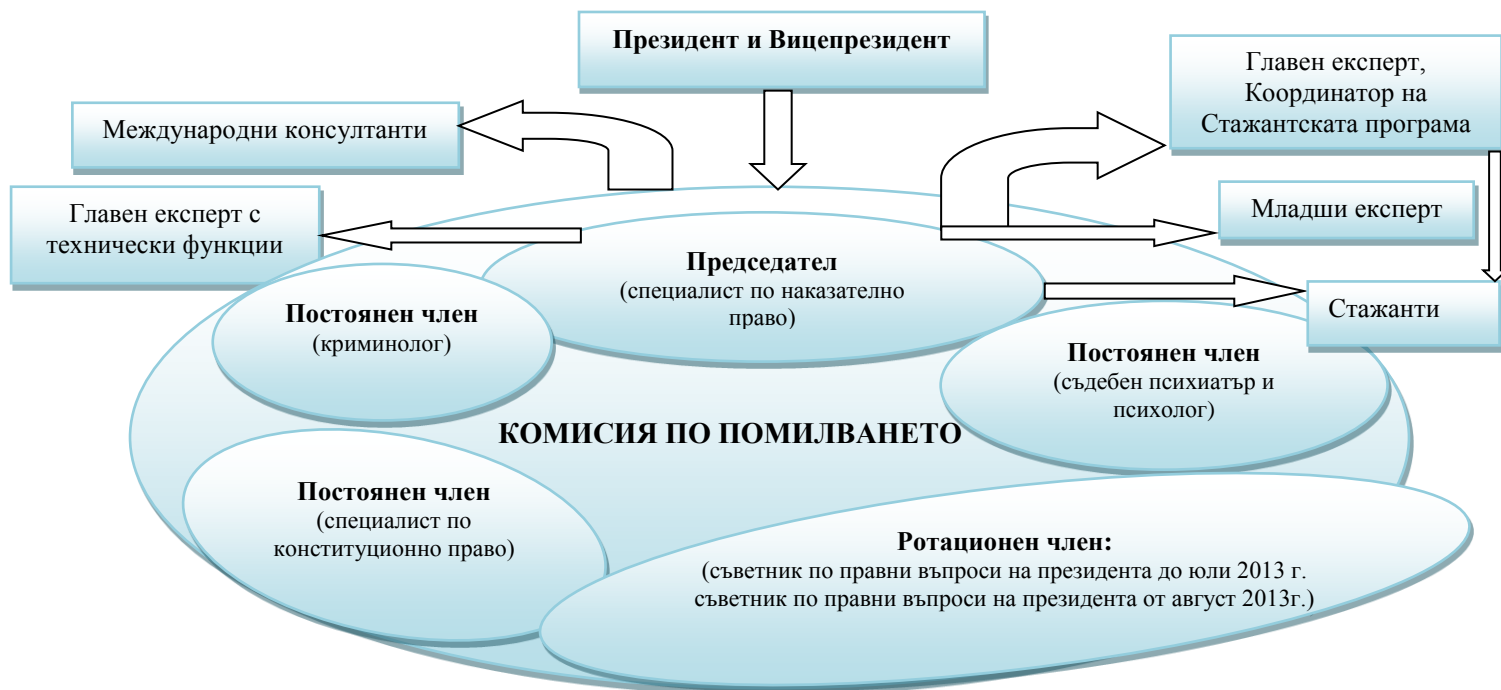 Президент и Вицепрезидент
Международни консултанти
Главен експерт,
Координатор на
Стажантската програма
Главен експерт с
технически функции
Младши експерт
Председател
(специалист по наказателно
право)
Стажанти
Постоянен член
(криминолог)
Постоянен член
(съдебен психиатър и
психолог)
КОМИСИЯ ПО ПОМИЛВАНЕТО
Постоянен член
(специалист по
конституционно право)
Ротационен член:
(съветник по правни въпроси на президента до юли 2013 г.
съветник по правни въпроси на президента от август 2013г.)